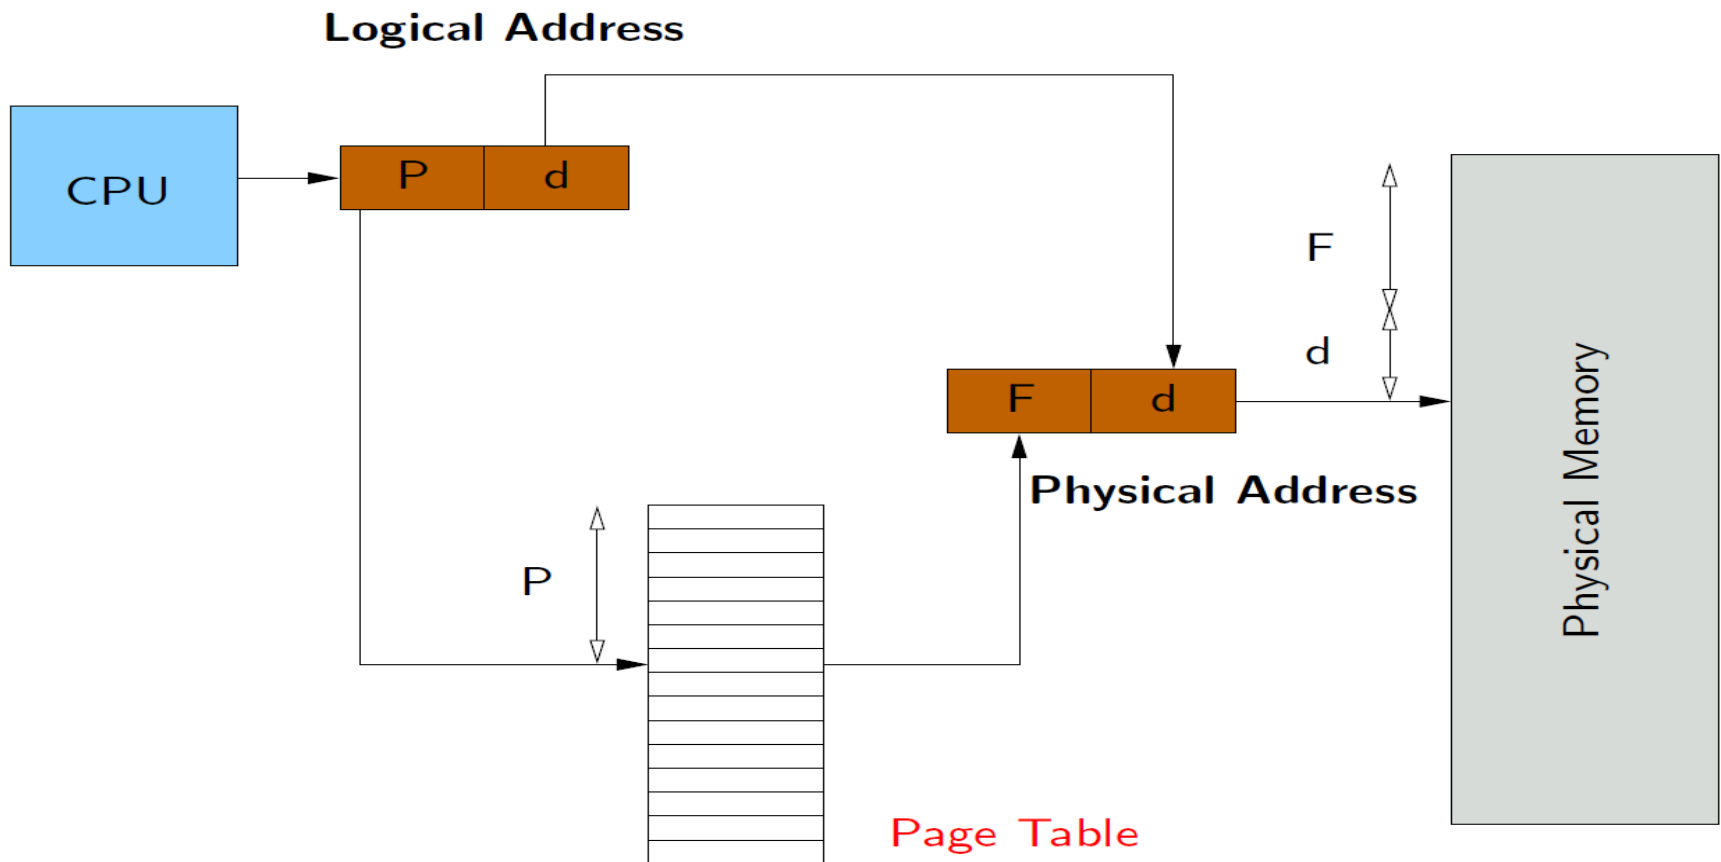 Logical Address
CPU
P d
F
d
F d
Physical Address
P
Page Table
Physical Memory